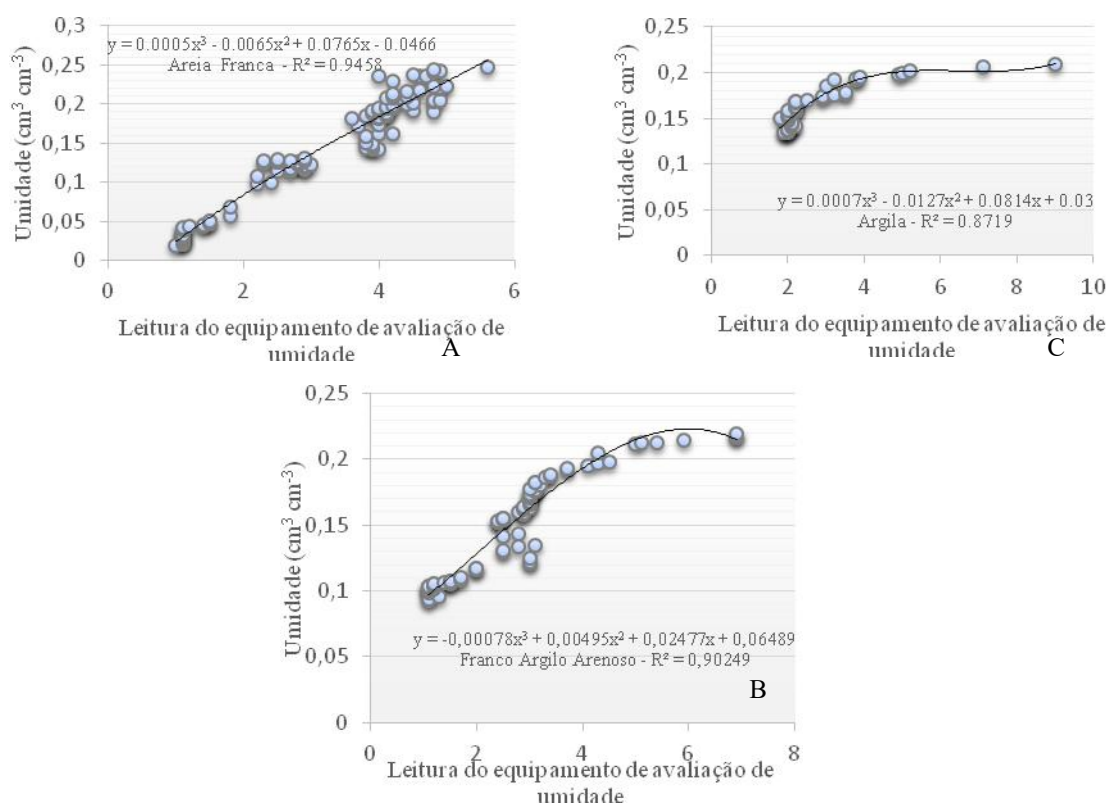 0,3
0,25
0,2
0,15
0,1
0,05
0
Umidade (cm³ cm⁻³)
y = 0.0005x³ - 0.0065x² + 0.0765x - 0.0466
Areia Franca - R² = 0.9458
0 2 4 6
Leitura do equipamento de avaliação de
umidade
A
0,25
0,2
0,15
0,1
0,05
0
Umidade (cm³ cm⁻³)
y = 0.0007x³ - 0.0127x² + 0.0814x + 0.03
Argila - R² = 0.8719
0 2 4 6 8 10
Leitura do equipamento de avaliação de
umidade
C
0,25
0,2
0,15
0,1
0,05
0
Umidade (cm³ cm⁻³)
y = -0,00078x³ + 0,00495x² + 0,02477x + 0,06489
Franco Argilo Arenoso - R² = 0,90249
B
0 2 4 6 8
Leitura do equipamento de avaliação de
umidade